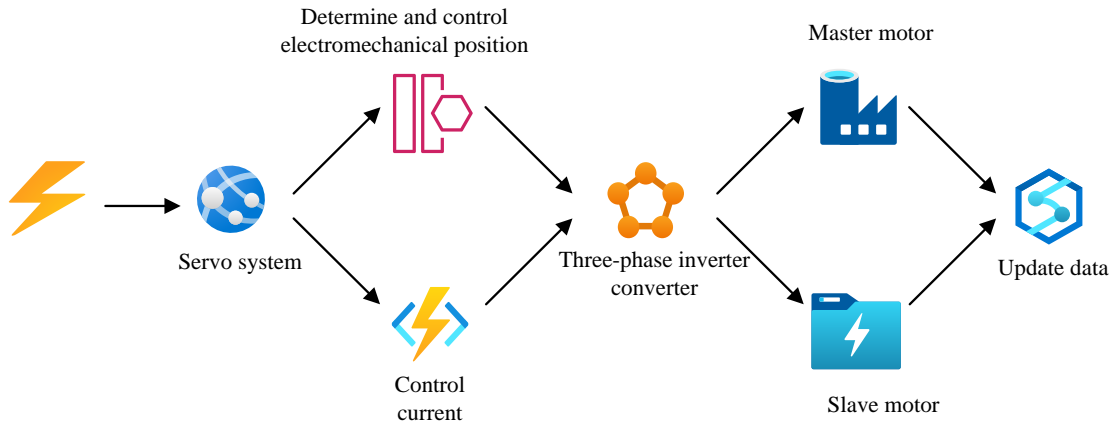 Determine and control
electromechanical position
Master motor
Servo system
Three-phase inverter
converter
Update data
Control
current
Slave motor